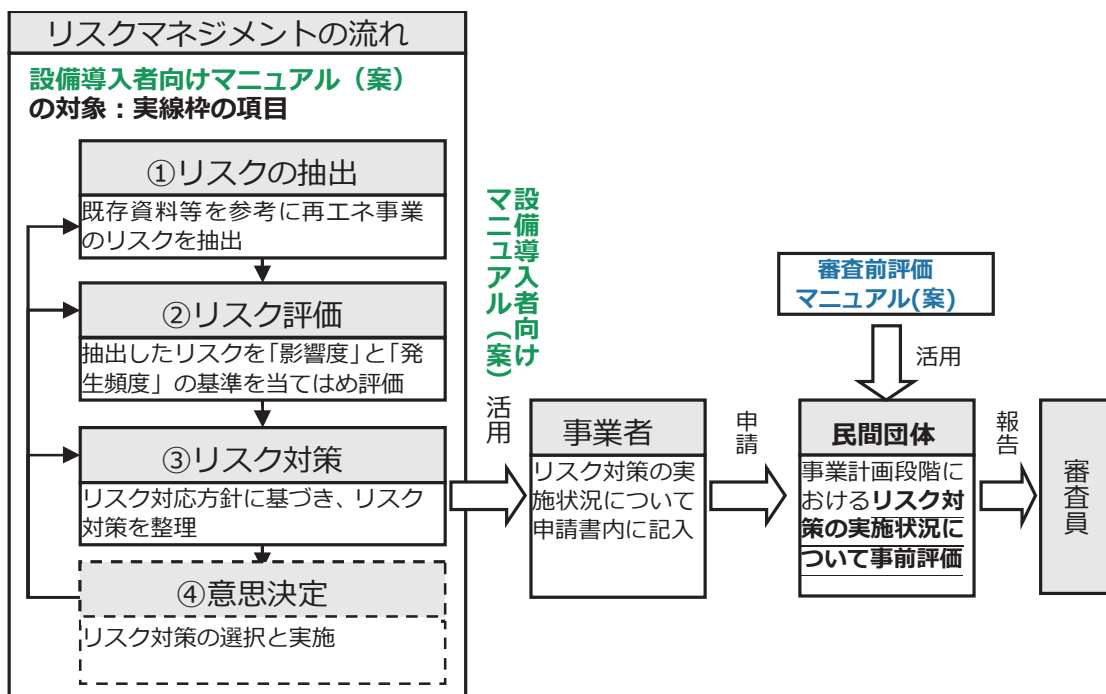 リスクマネジメントの流れ
設備導入者向けマニュアル（案）
の対象：実線枠の項目
①リスクの抽出
既存資料等を参考に再エネ事業
のリスクを抽出
②リスク評価
抽出したリスクを「影響度」と「発
生頻度」の基準を当てはめ評価
③リスク対策
リスク対応方針に基づき、リスク
対策を整理
④意思決定
リスク対策の選択と実施
設備導入者向け
マニュアル（案）
活用
事業者
リスク対策の実
施状況について
申請書内に記入
申請
審査前評価
マニュアル(案)
活用
民間団体
事業計画段階に
おけるリスク対
策の実施状況に
ついて事前評価
報告
審査員